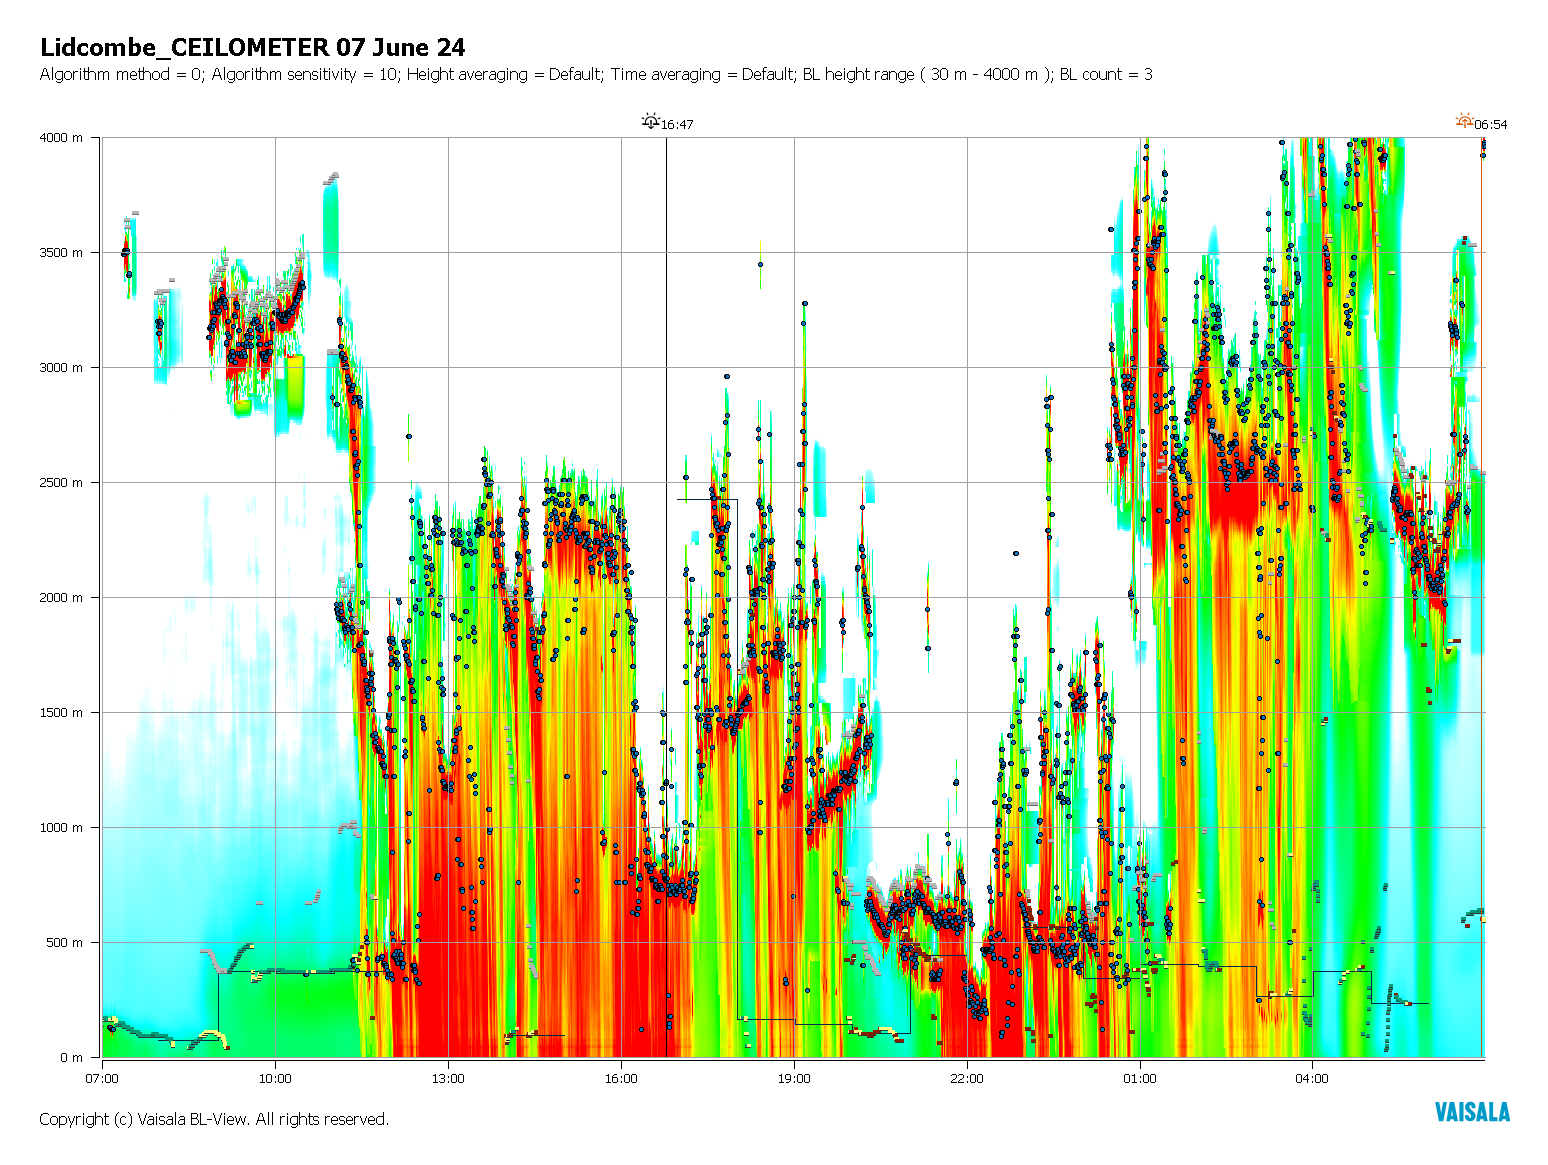 Lidcombe_CEILOMETER 07 June 24
Algorithm method = 0; Algorithm sensitivity = 10; Height averaging = Default; Time averaging = Default; BL height range ( 30 m - 4000 m ); BL count = 3
16:47
06:54
4000 m
3500 m
3000 m
2500 m
2000 m
1500 m
1000 m
500 m
0 m
07:00
10:00
13:00
16:00
19:00
22:00
01:00
04:00
Copyright (c) Vaisala BL-View. All rights reserved.
VAISALA